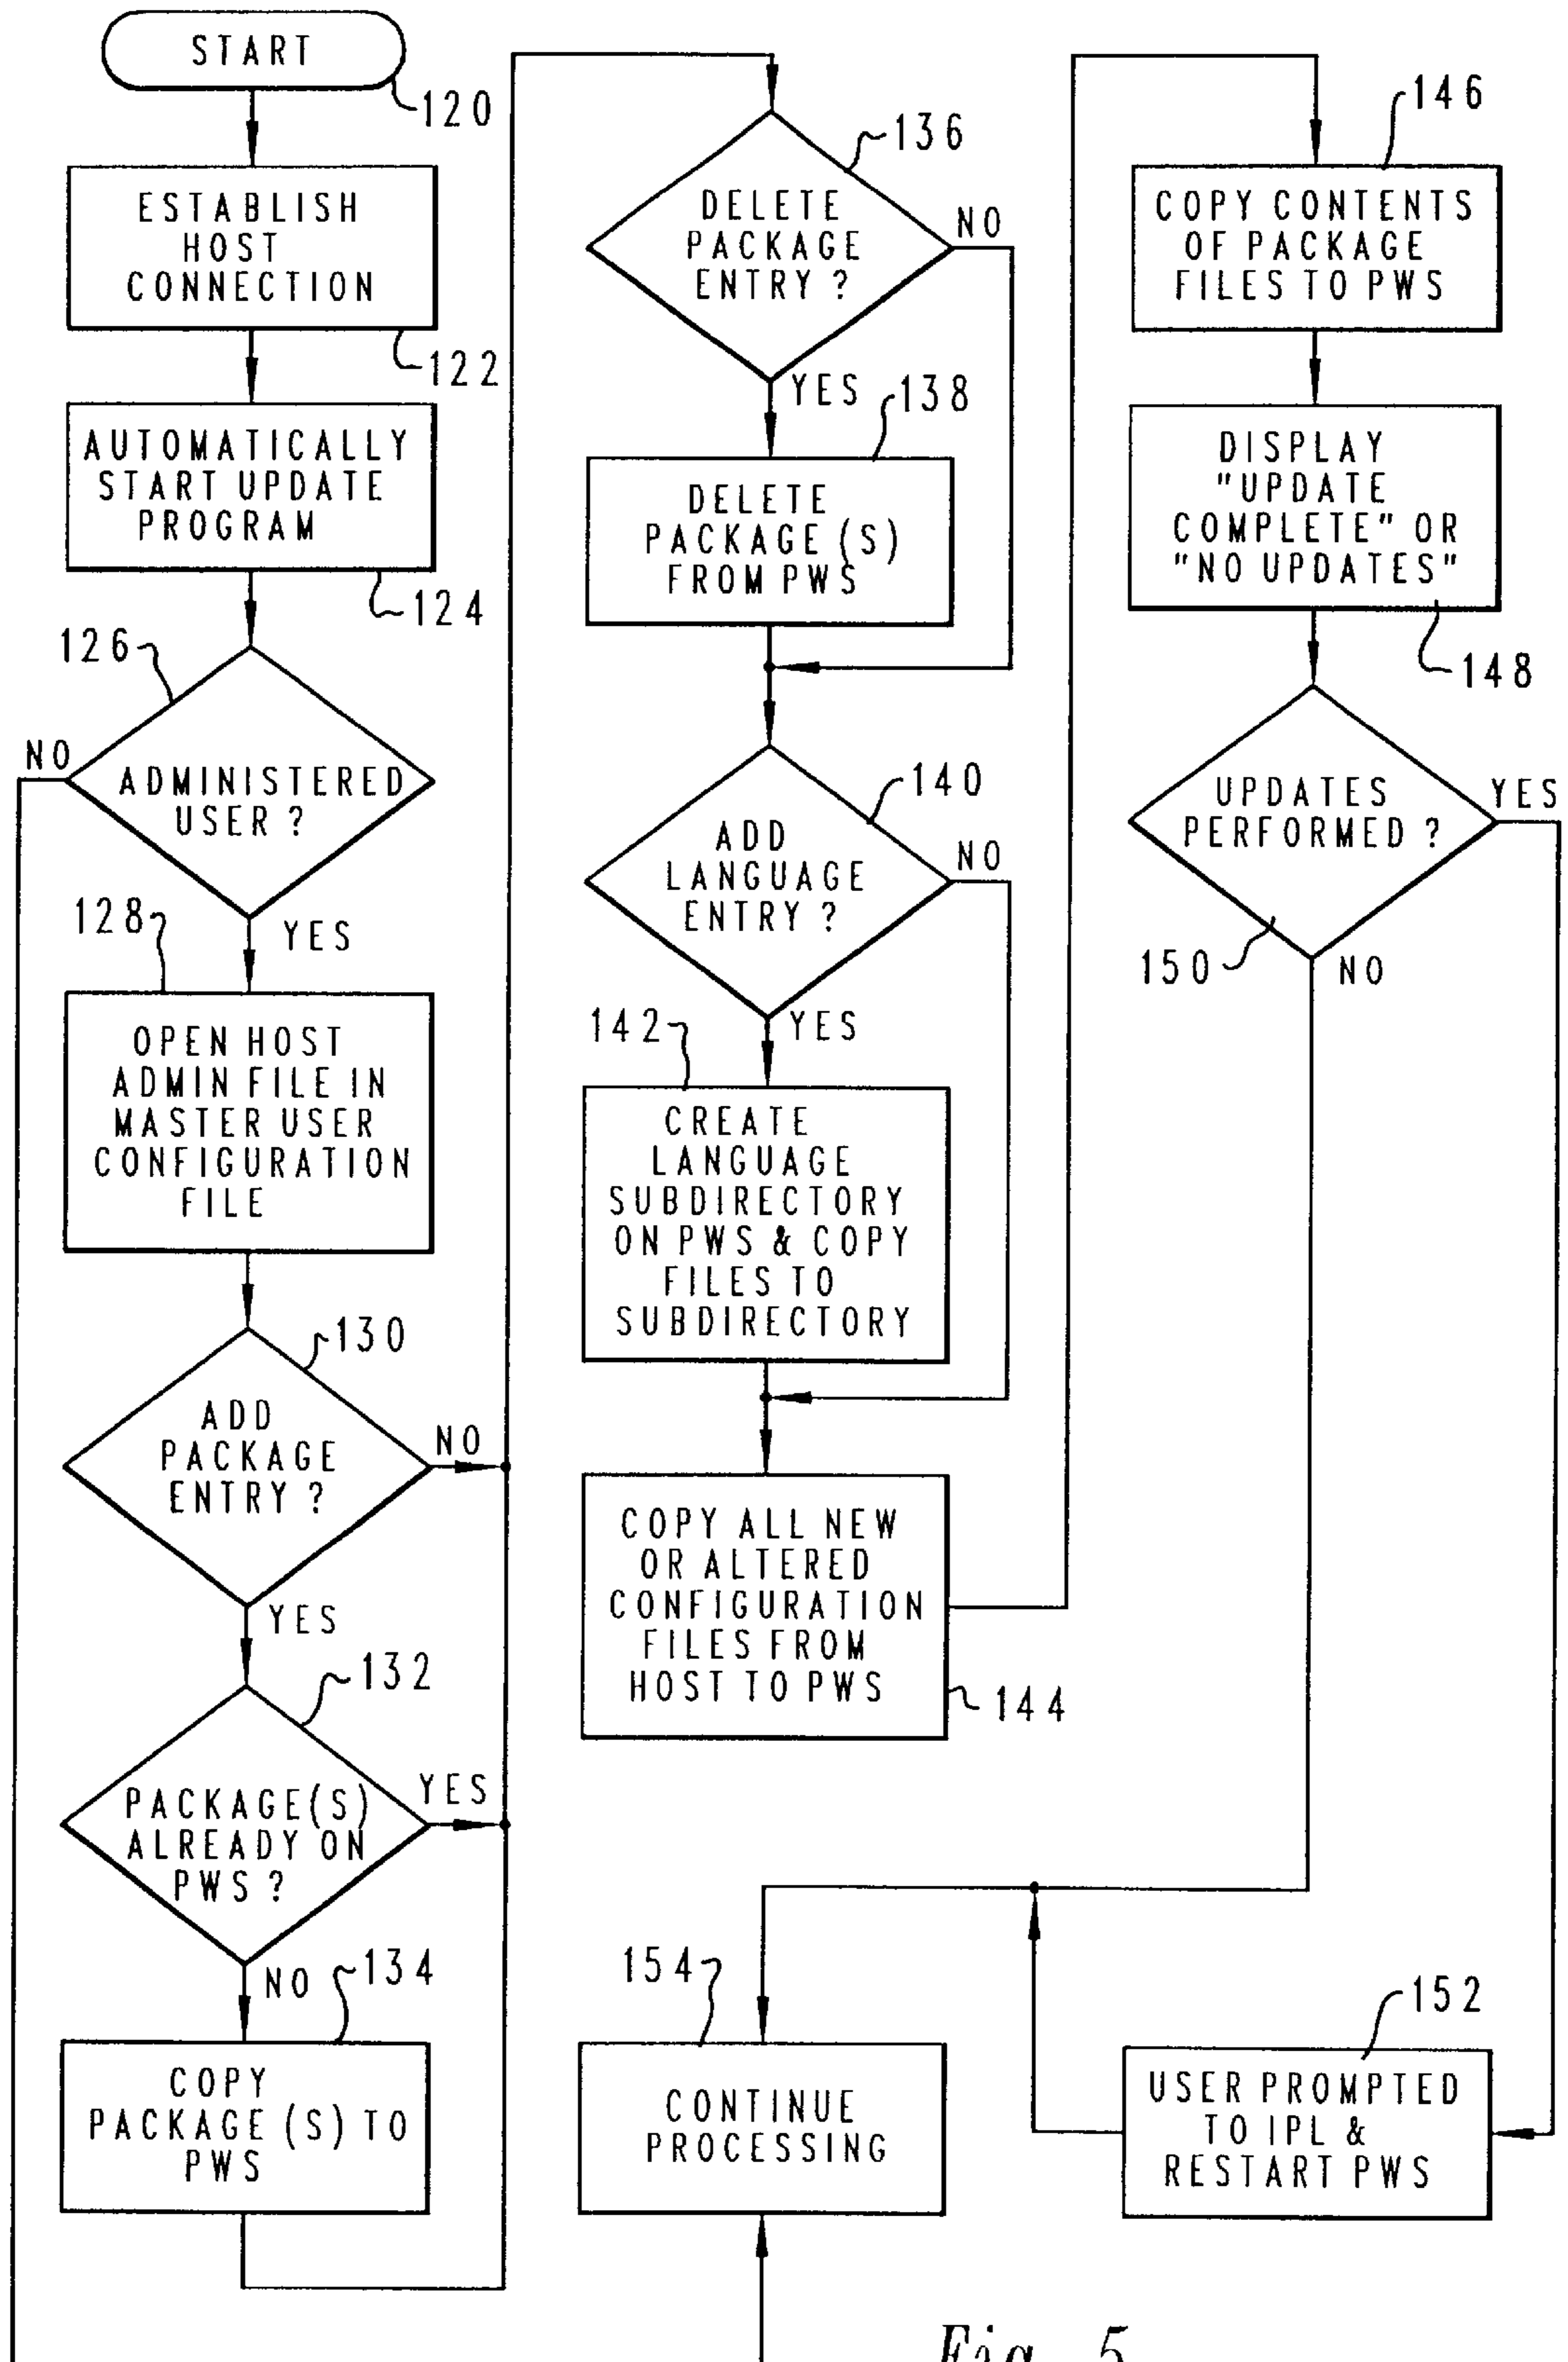 START
120
ESTABLISH
HOST
CONNECTION
122
AUTOMATICALLY
START UPDATE
PROGRAM
124
126
NO
ADMINISTERED
USER ?
YES
128
OPEN HOST
ADMIN FILE IN
MASTER USER
CONFIGURATION
FILE
130
ADD
PACKAGE
ENTRY ?
NO
YES
132
PACKAGE(S)
ALREADY ON
PWS ?
YES
NO
134
COPY
PACKAGE (S) TO
PWS
136
DELETE
PACKAGE
ENTRY ?
NO
YES
138
DELETE
PACKAGE (S)
FROM PWS
140
ADD
LANGUAGE
ENTRY ?
NO
YES
142
CREATE
LANGUAGE
SUBDIRECTORY
ON PWS & COPY
FILES TO
SUBDIRECTORY
COPY ALL NEW
OR ALTERED
CONFIGURATION
FILES FROM
HOST TO PWS
144
146
COPY CONTENTS
OF PACKAGE
FILES TO PWS
DISPLAY
"UPDATE
COMPLETE" OR
"NO UPDATES"
148
UPDATES
PERFORMED ?
YES
150
NO
152
USER PROMPTED
TO IPL &
RESTART PWS
154
CONTINUE
PROCESSING
Fig. 5